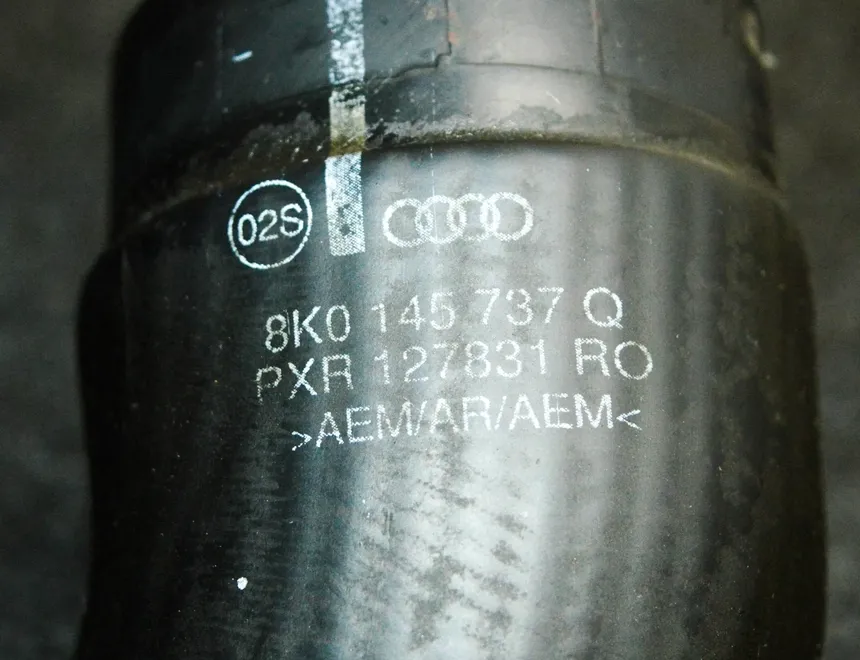 02S
8K0 145 737 Q
PXR 127831 RO
>AEM/AR/AEM<